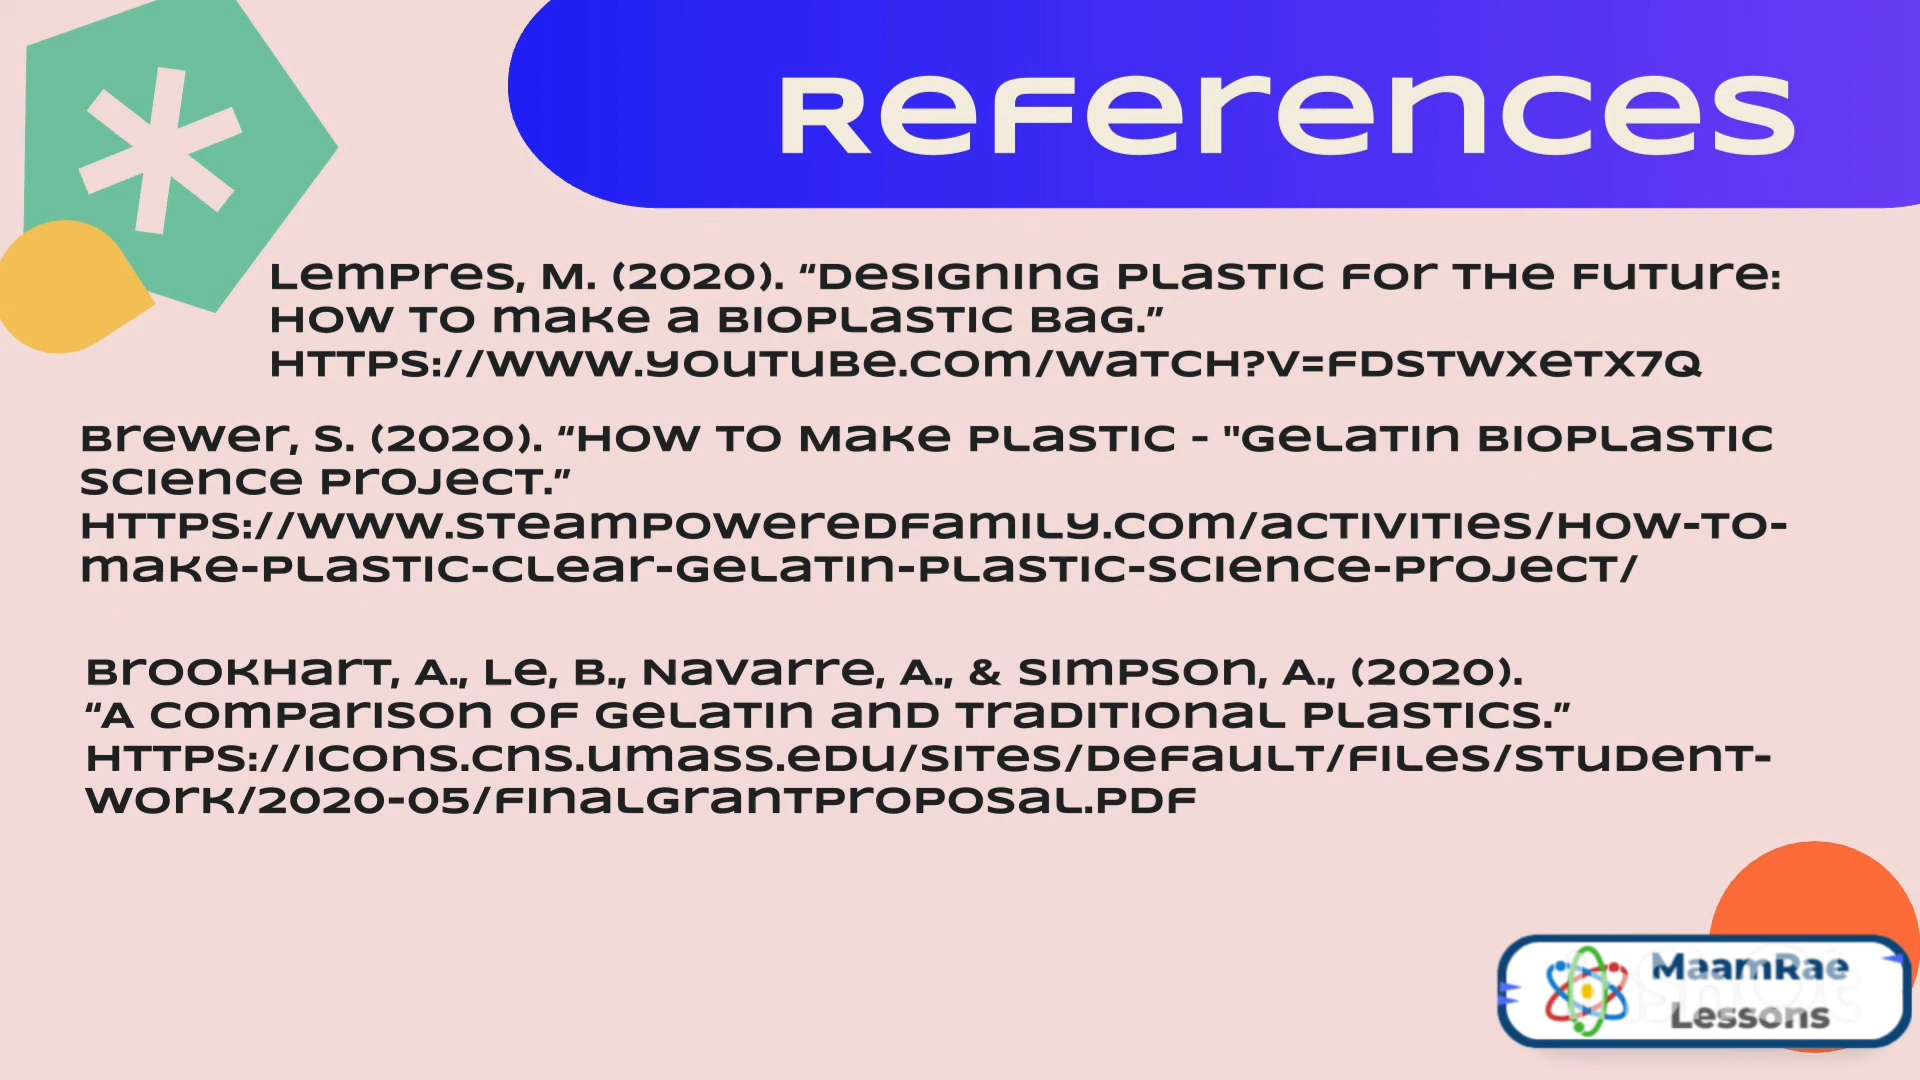 References
Lempres, M. (2020). “Designing Plastic for the Future:
How to make a Bioplastic Bag.”
https://www.youtube.com/watch?v=fDSTWXeTX7Q
Brewer, S. (2020). “How to Make Plastic - "Gelatin Bioplastic
Science Project.”
https://www.steampoweredfamily.com/activities/how-to-
make-plastic-clear-gelatin-plastic-science-project/
Brookhart, A., Le, B., Navarre, A., & Simpson, A., (2020).
“A Comparison of Gelatin and Traditional Plastics.”
https://icons.cns.umass.edu/sites/default/files/student-
work/2020-05/finalgrantproposal.pdf
MaamRae
Lessons